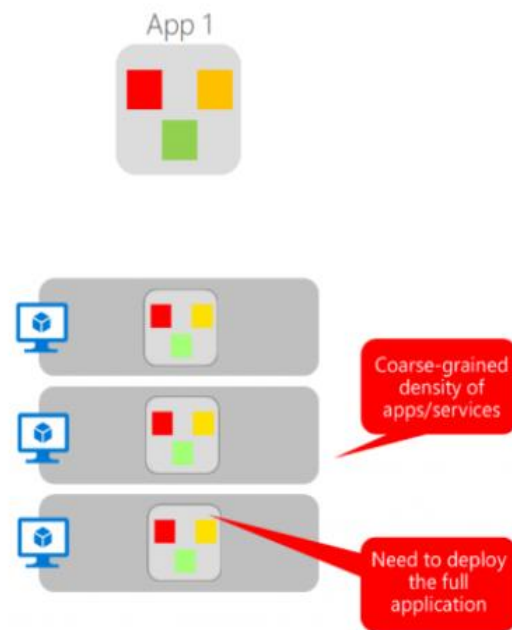 App 1
Coarse-grained
density of
apps/services
Need to deploy
the full
application